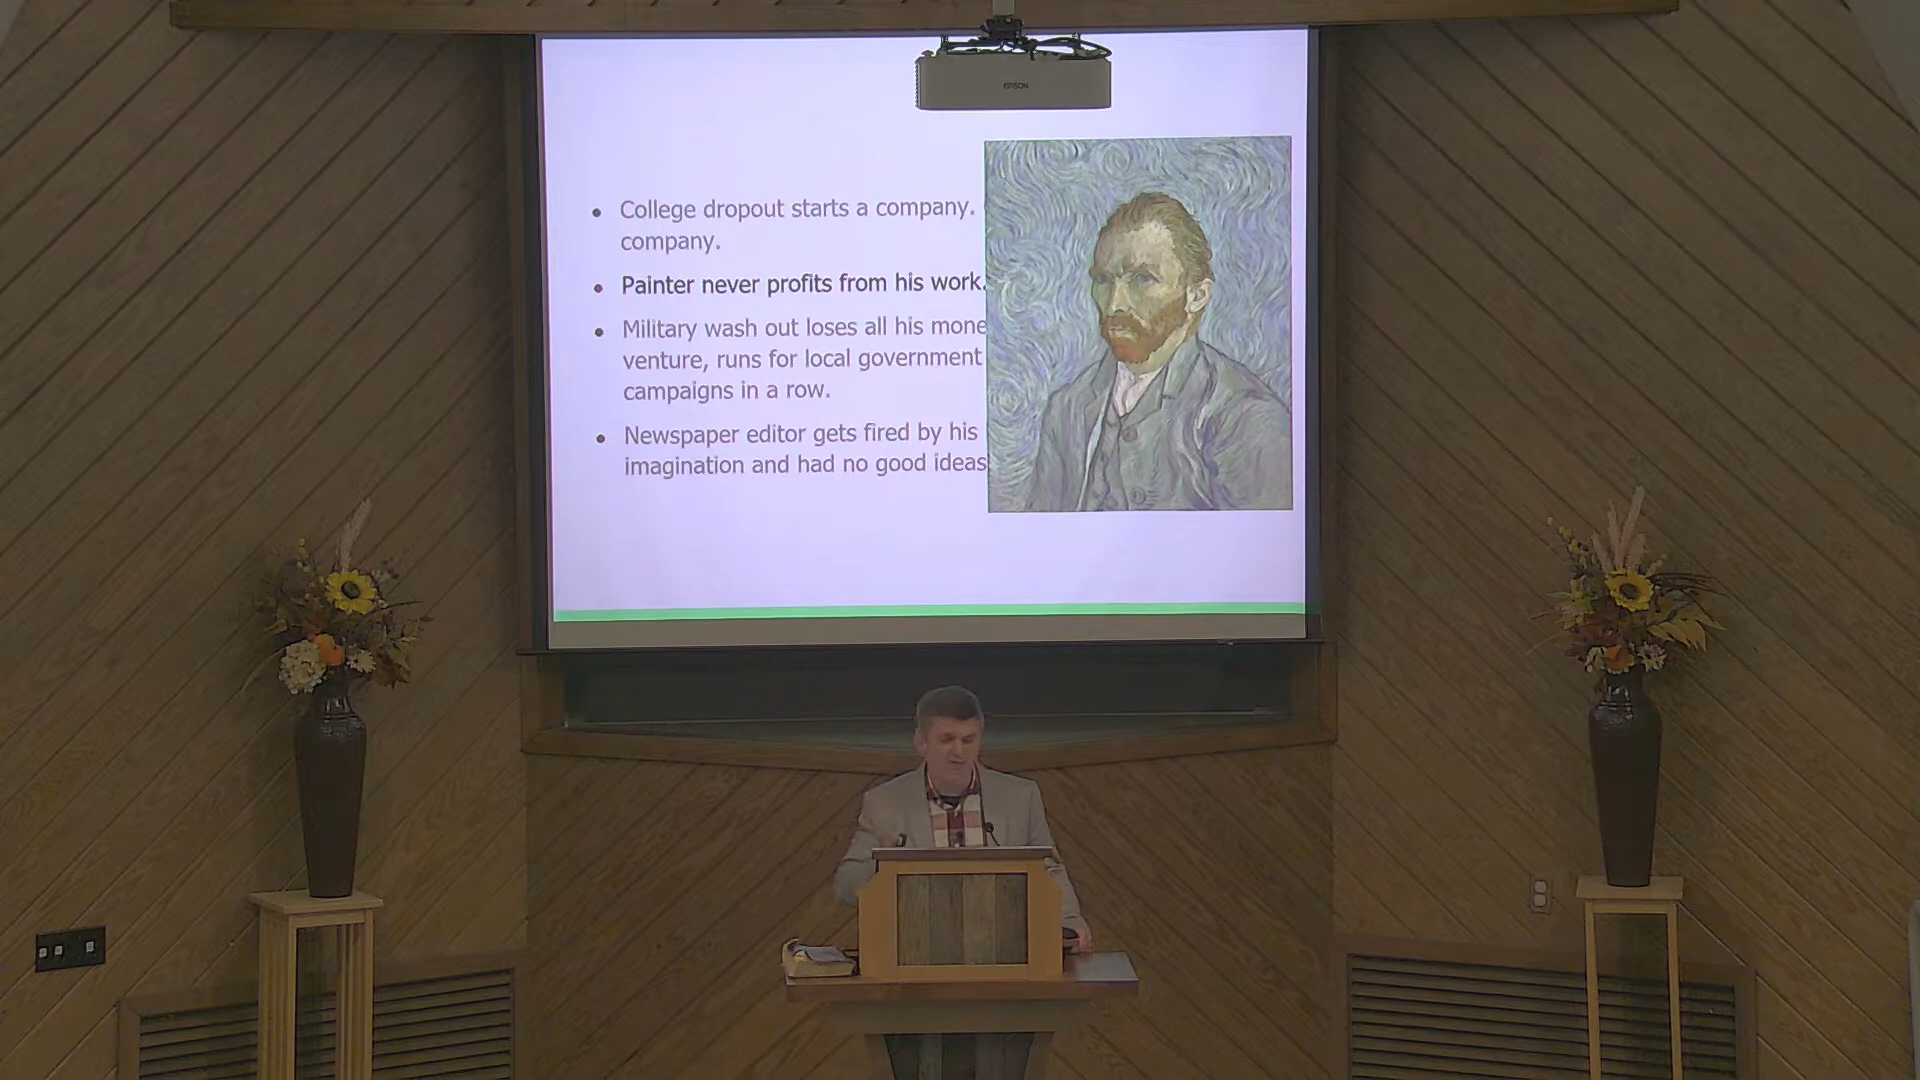 EPSON
College dropout starts a company.
company.
Painter never profits from his work.
Military wash out loses all his mone
venture, runs for local government
campaigns in a row.
Newspaper editor gets fired by his
imagination and had no good ideas